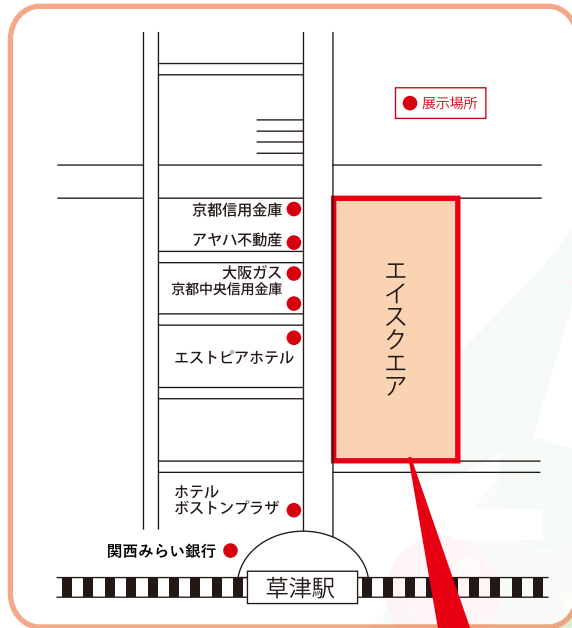 展示場所
京都信用金庫
アヤハ不動産
大阪ガス
京都中央信用金庫
エイスクエア
エストピアホテル
ホテル
ボストンプラザ
関西みらい銀行
草津駅